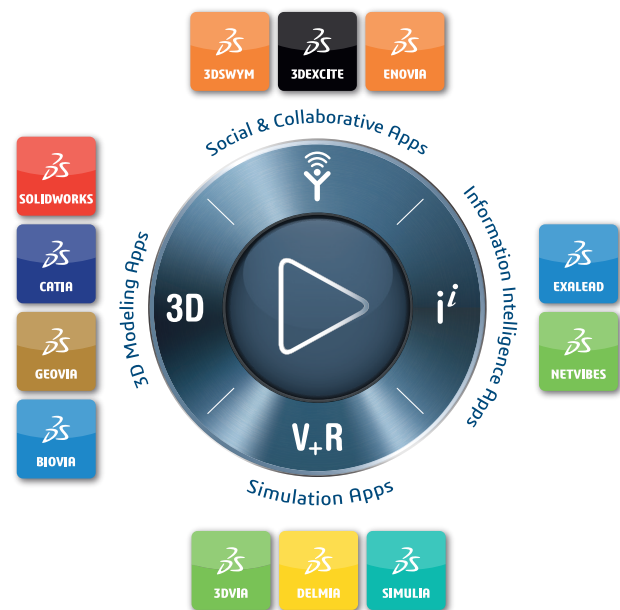 3DSWYM
3DEXCITE
ENOVIA
Social & Collaborative Apps
SOLIDWORKS
CATIA
GEOVIA
BIOVIA
3D Modeling Apps
3D
i i
Information Intelligence Apps
EXALEAD
NETVIBES
V+R
Simulation Apps
3DVIA
DELMIA
SIMULIA